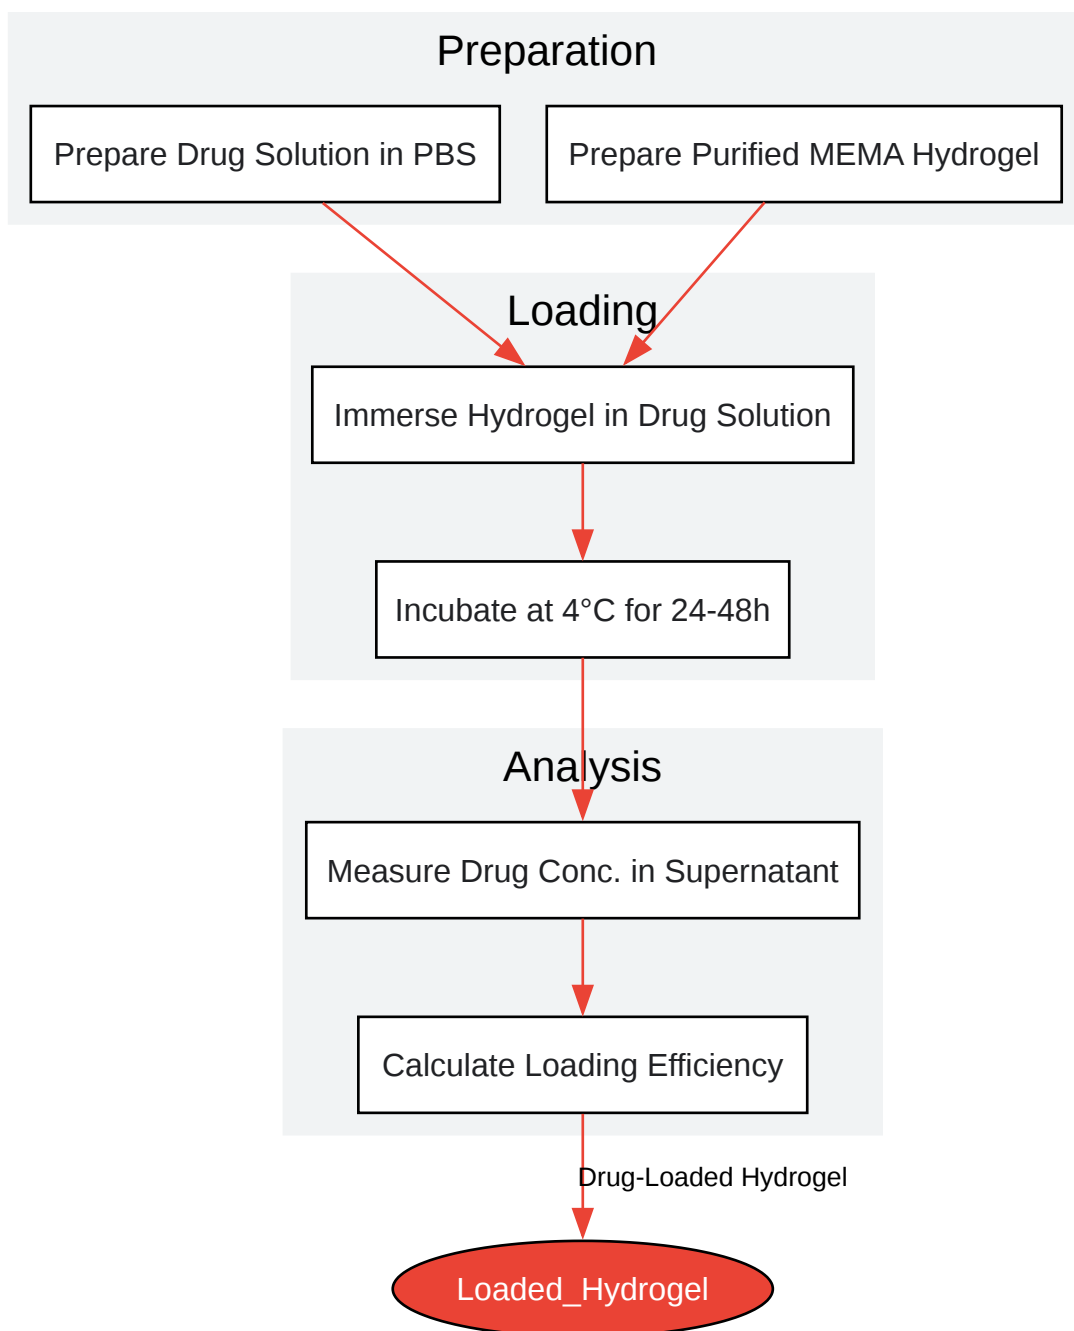 Preparation
Prepare Drug Solution in PBS
Prepare Purified MEMA Hydrogel
Loading
Immerse Hydrogel in Drug Solution
Incubate at 4°C for 24-48h
Analysis
Measure Drug Conc. in Supernatant
Calculate Loading Efficiency
Drug-Loaded Hydrogel
Loaded_Hydrogel